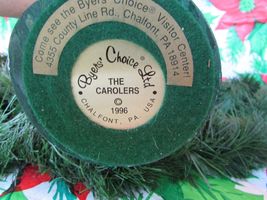 Come see the Byers' Choice® Visitor Center!
4355 County Line Rd., Chalfont, PA 18914
Byers' Choice Ltd®
THE
CAROLERS
©
1996
CHALFONT, PA. USA